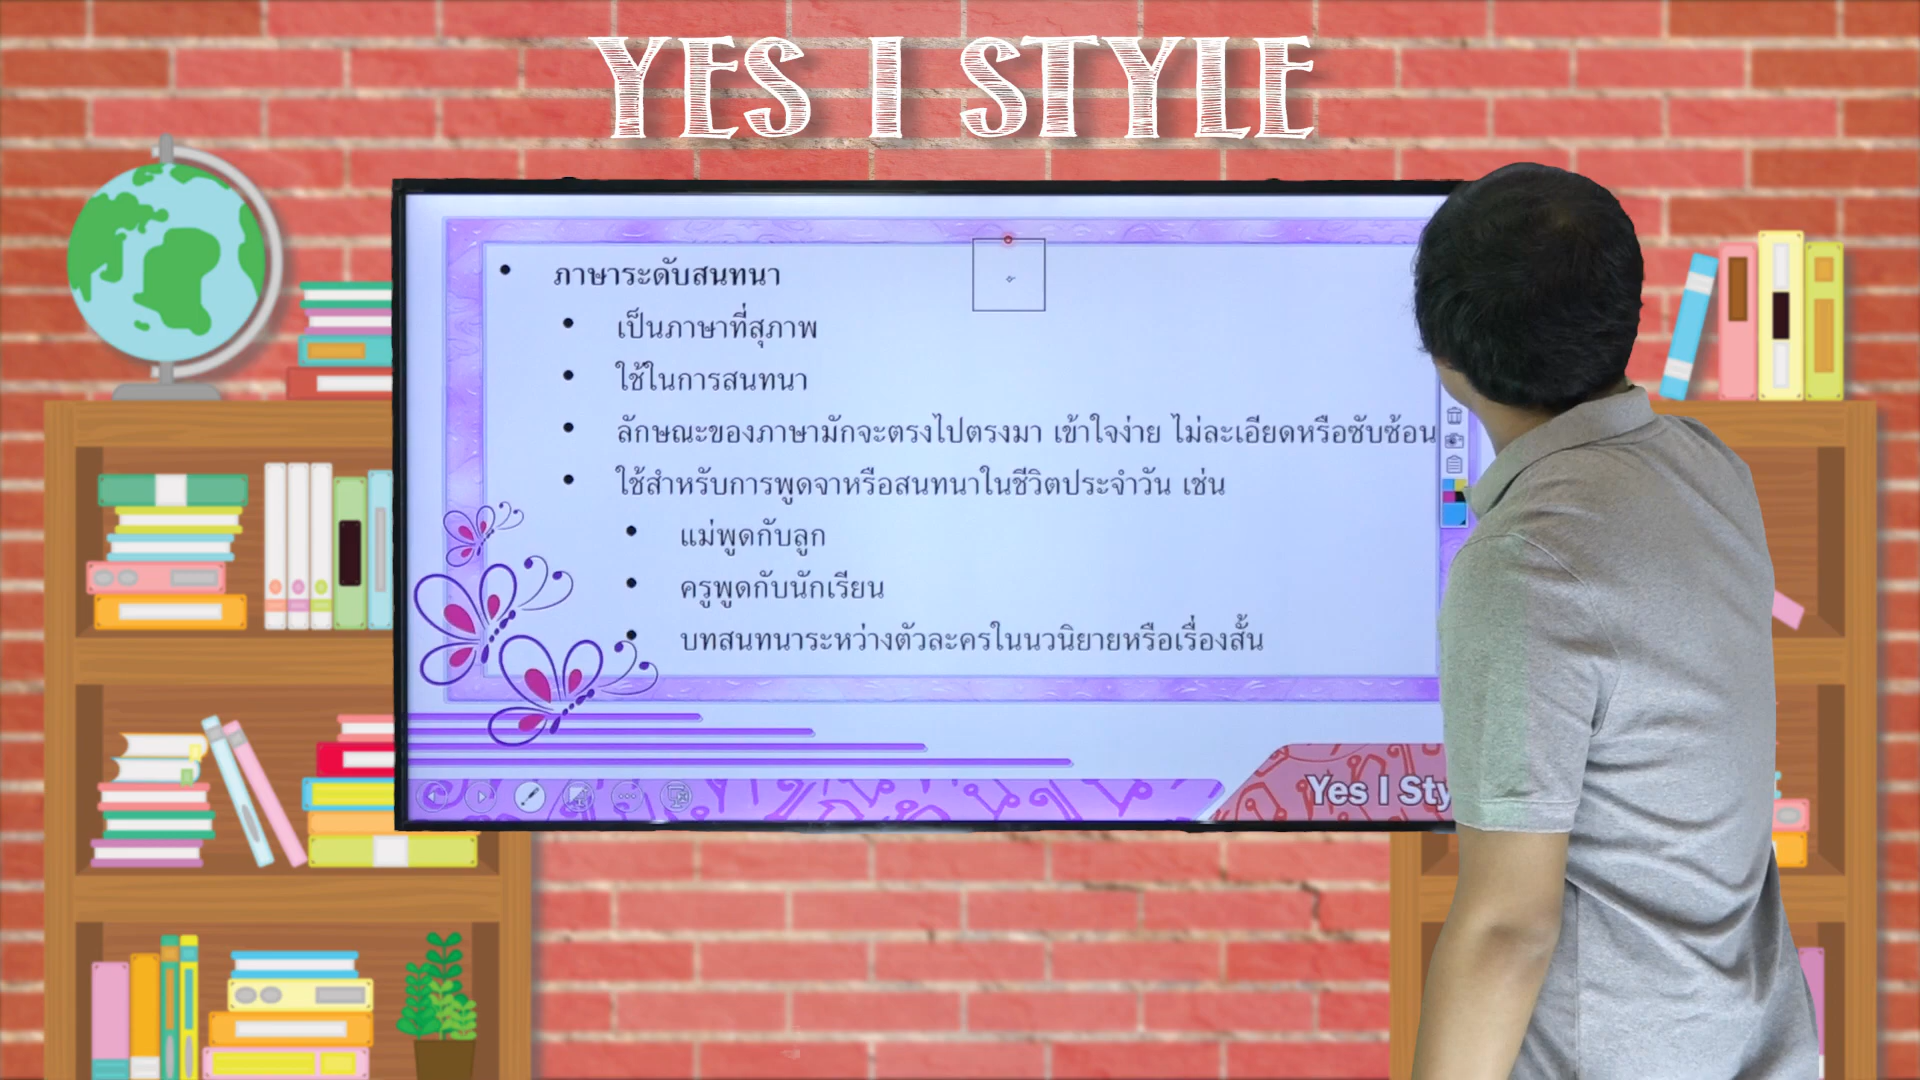 YES I STYLE
ภาษาระดับสนทนา
เป็นภาษาที่สุภาพ
ใช้ในการสนทนา
ลักษณะของภาษามักจะตรงไปตรงมา เข้าใจง่าย ไม่ละเอียดหรือซับซ้อน
ใช้สำหรับการพูดจาหรือสนทนาในชีวิตประจำวัน เช่น
แม่พูดกับลูก
ครูพูดกับนักเรียน
บทสนทนาระหว่างตัวละครในนวนิยายหรือเรื่องสั้น
Yes I Sty